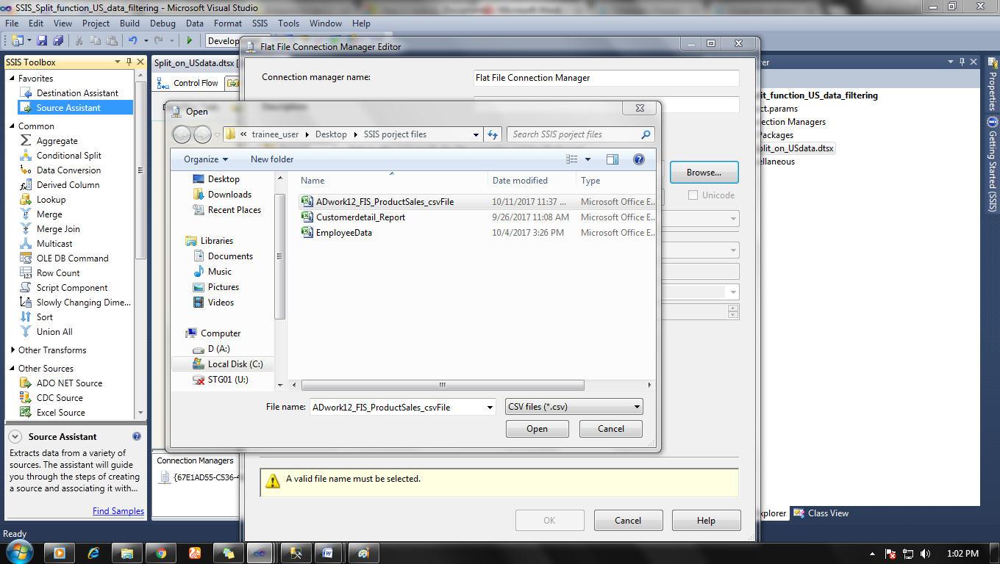 SSIS_Split_function_US_data_filtering - Microsoft Visual Studio
File Edit View Project Build Debug Team Data Format SSIS Tools Window Help
Develop
SSIS Toolbox
Favorites
Destination Assistant
Source Assistant
Common
Aggregate
Conditional Split
Data Conversion
Derived Column
Lookup
Merge
Merge Join
Multicast
OLE DB Command
Row Count
Script Component
Slowly Changing Dime...
Sort
Union All
Other Transforms
Other Sources
ADO NET Source
CDC Source
Excel Source
Source Assistant
Extracts data from a variety of
sources. The assistant will guide
you through the steps of creating
a source and associating it with...
Find Samples
Split_on_USdata.dtsx [
Control Flow
Connection Managers
{67E1AD55-C536-4
Flat File Connection Manager Editor
Connection manager name:
Flat File Connection Manager
Description:
Browse...
Unicode
A valid file name must be selected.
OK Cancel Help
Open
« trainee_user Desktop SSIS porject files
Search SSIS porject files
Organize New folder
Desktop
Downloads
Recent Places
Libraries
Documents
Music
Pictures
Videos
Computer
D (A:)
Local Disk (C:)
STG01 (U:)
Name Date modified Type
ADwork12_FIS_ProductSales_csvFile 10/11/2017 11:37 ... Microsoft Office E...
Customerdetail_Report 9/26/2017 11:08 AM Microsoft Office E...
EmployeeData 10/4/2017 3:26 PM Microsoft Office E...
File name: ADwork12_FIS_ProductSales_csvFile
CSV files (*.csv)
Open Cancel
rer
it_function_US_data_filtering
ct.params
ection Managers
Packages
plit_on_USdata.dtsx
ellaneous
xplorer
Class View
Properties
Getting Started (SSIS)
Ready
1:02 PM